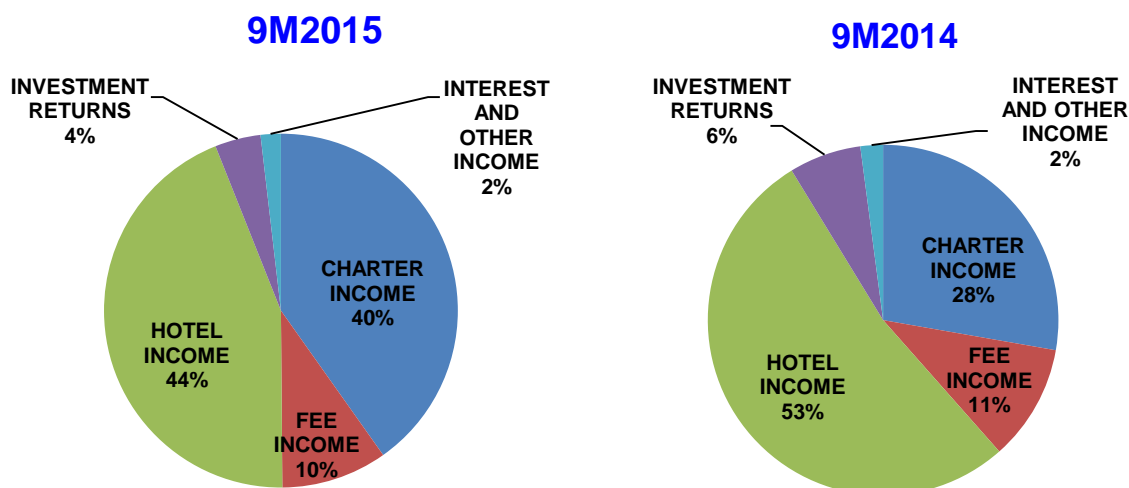 9M2015
INVESTMENT
RETURNS
4%
INTEREST
AND
OTHER
INCOME
2%
CHARTER
INCOME
40%
HOTEL
INCOME
44%
FEE
INCOME
10%
9M2014
INVESTMENT
RETURNS
6%
INTEREST
AND OTHER
INCOME
2%
CHARTER
INCOME
28%
FEE
INCOME
11%
HOTEL
INCOME
53%